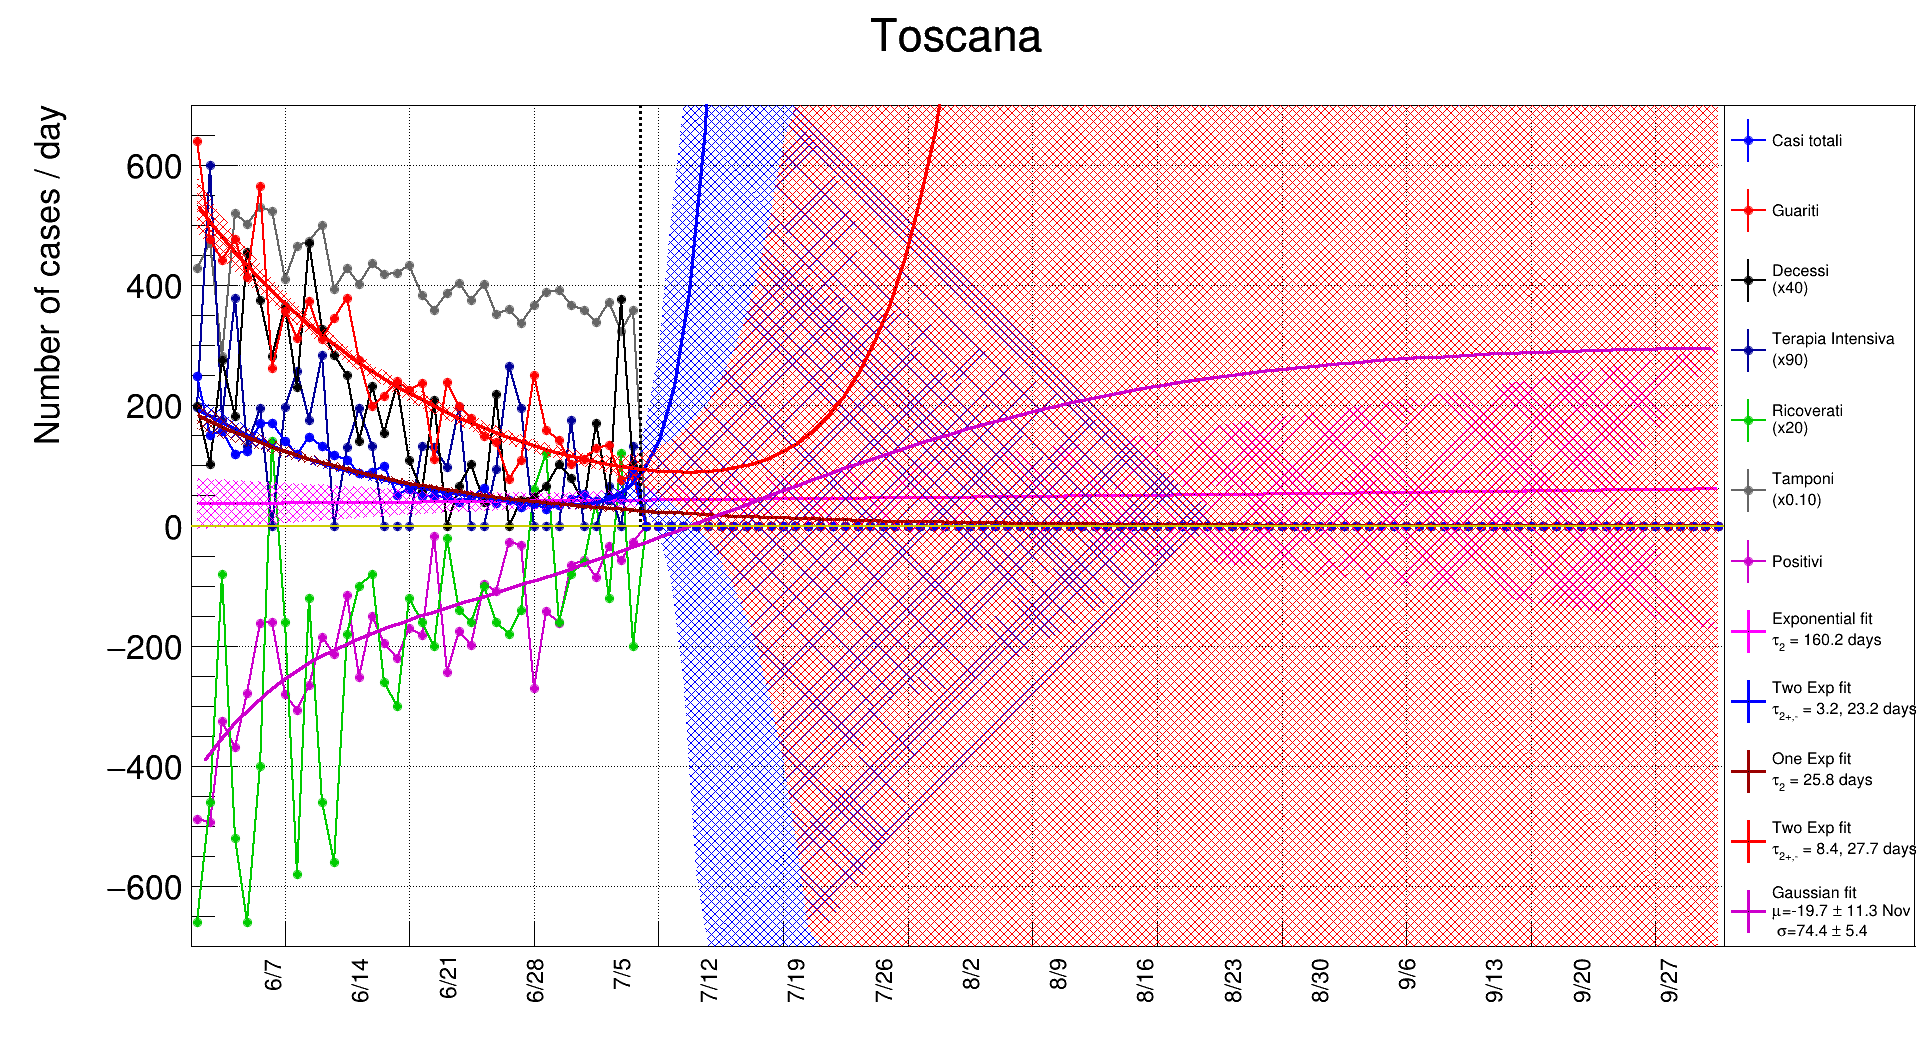 Toscana
Number of cases / day
600
400
200
0
−200
−400
−600
6/7
6/14
6/21
6/28
7/5
7/12
7/19
7/26
8/2
8/9
8/16
8/23
8/30
9/6
9/13
9/20
9/27
Casi totali
Guariti
Decessi
(x40)
Terapia Intensiva
(x90)
Ricoverati
(x20)
Tamponi
(x0.10)
Positivi
Exponential fit
τ2 = 160.2 days
Two Exp fit
τ2+,- = 3.2, 23.2 days
One Exp fit
τ2 = 25.8 days
Two Exp fit
τ2+,- = 8.4, 27.7 days
Gaussian fit
μ=-19.7 ± 11.3 Nov
σ=74.4 ± 5.4